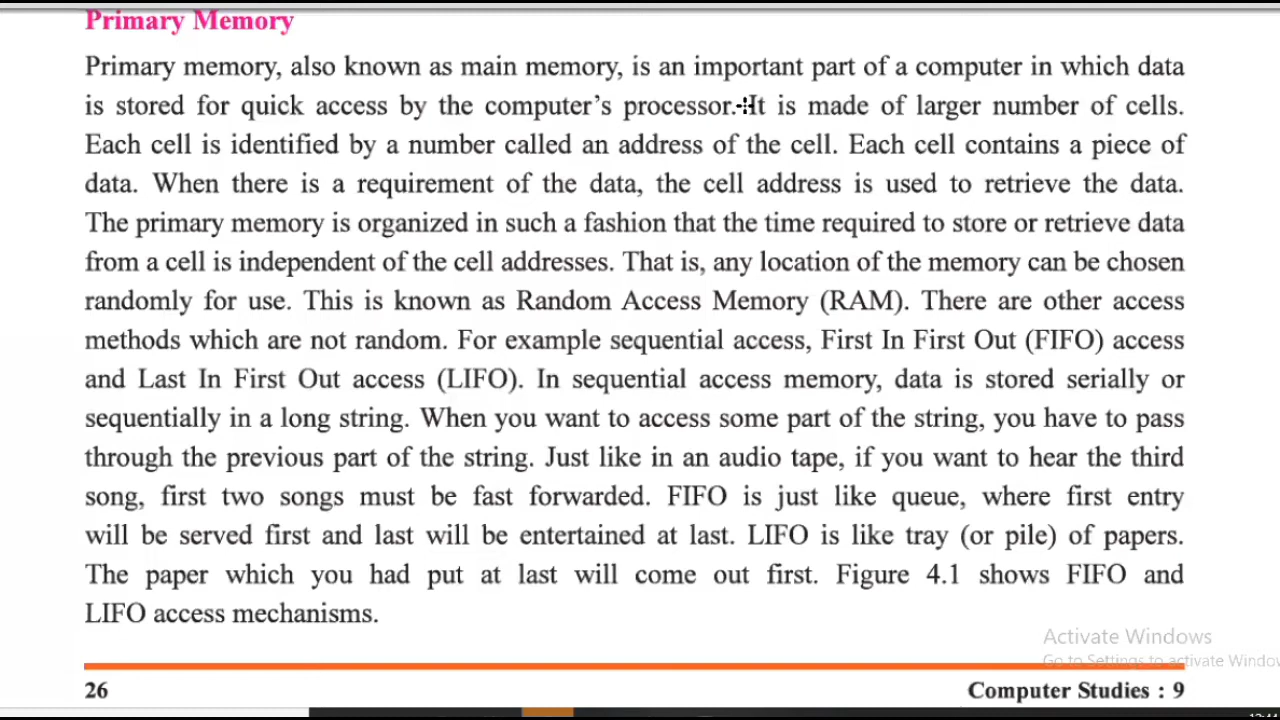 Primary Memory
Primary memory, also known as main memory, is an important part of a computer in which data
is stored for quick access by the computer's processor. It is made of larger number of cells.
Each cell is identified by a number called an address of the cell. Each cell contains a piece of
data. When there is a requirement of the data, the cell address is used to retrieve the data.
The primary memory is organized in such a fashion that the time required to store or retrieve data
from a cell is independent of the cell addresses. That is, any location of the memory can be chosen
randomly for use. This is known as Random Access Memory (RAM). There are other access
methods which are not random. For example sequential access, First In First Out (FIFO) access
and Last In First Out access (LIFO). In sequential access memory, data is stored serially or
sequentially in a long string. When you want to access some part of the string, you have to pass
through the previous part of the string. Just like in an audio tape, if you want to hear the third
song, first two songs must be fast forwarded. FIFO is just like queue, where first entry
will be served first and last will be entertained at last. LIFO is like tray (or pile) of papers.
The paper which you had put at last will come out first. Figure 4.1 shows FIFO and
LIFO access mechanisms.
Activate Windows
Go to Settings to activate Windo
26
Computer Studies : 9